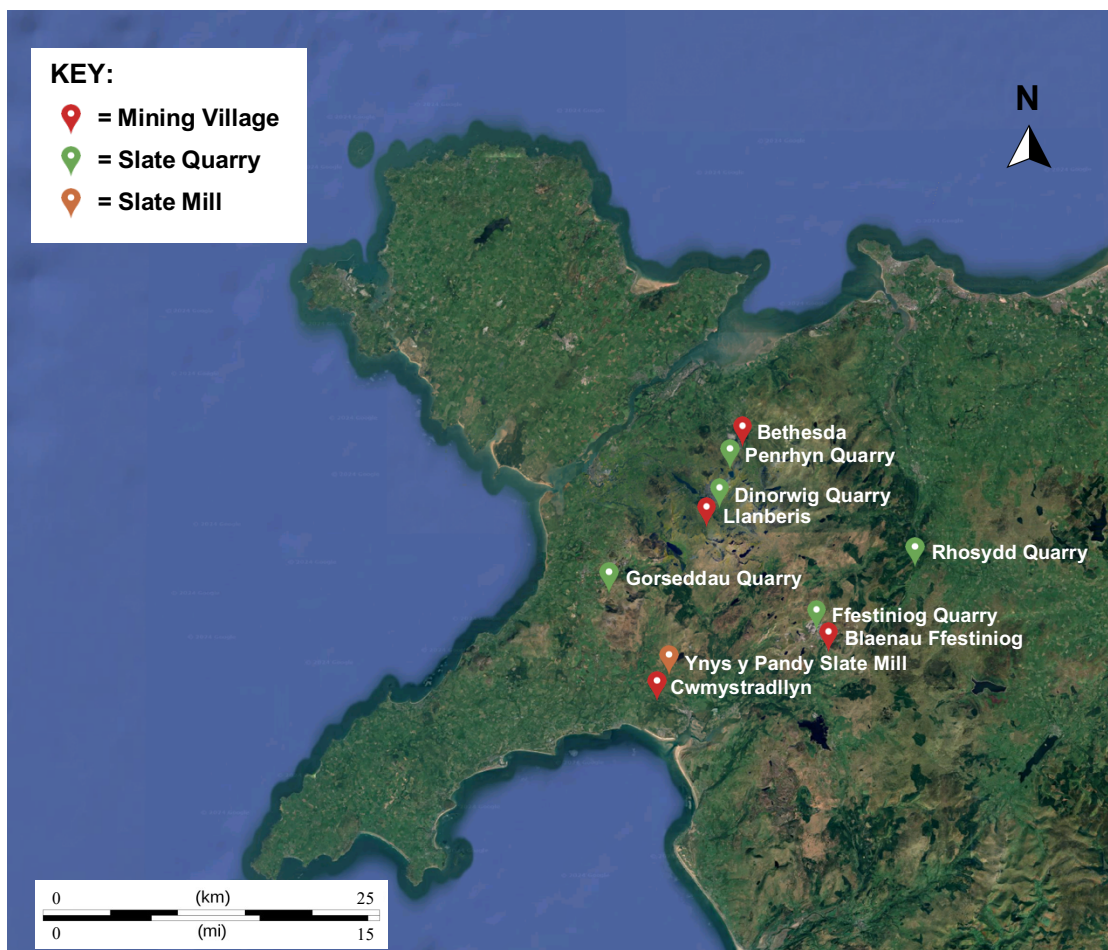 KEY:
= Mining Village
= Slate Quarry
= Slate Mill
N
Bethesda
Penrhyn Quarry
Dinorwig Quarry
Llanberis
Rhosydd Quarry
Gorseddau Quarry
Ffestiniog Quarry
Blaenau Ffestiniog
Ynys y Pandy Slate Mill
Cwmystradllyn
0 (km) 25
0 (mi) 15